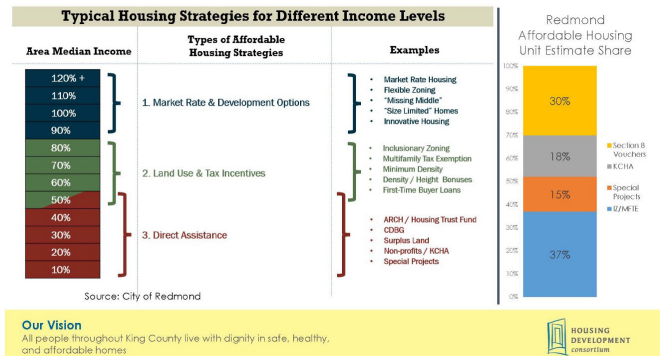 Typical Housing Strategies for Different Income Levels
Area Median Income
Types of Affordable
Housing Strategies
Examples
120% +
110%
100%
90%
80%
70%
60%
50%
40%
30%
20%
10%
1. Market Rate & Development Options
2. Land Use & Tax Incentives
3. Direct Assistance
• Market Rate Housing
• Flexible Zoning
• "Missing Middle"
• "Size Limited" Homes
• Innovative Housing
• Inclusionary Zoning
• Multifamily Tax Exemption
• Minimum Density
• Density / Height Bonuses
• First-Time Buyer Loans
• ARCH / Housing Trust Fund
• CDBG
• Surplus Land
• Non-profits / KCHA
• Special Projects
Source: City of Redmond
Redmond
Affordable Housing
Unit Estimate Share
100%
90%
80%
70%
60%
50%
40%
30%
20%
10%
0%
30%
18%
15%
37%
Section 8
Vouchers
KCHA
Special
Projects
IZ/MFTE
Our Vision
All people throughout King County live with dignity in safe, healthy,
and affordable homes
HOUSING
DEVELOPMENT
consortium